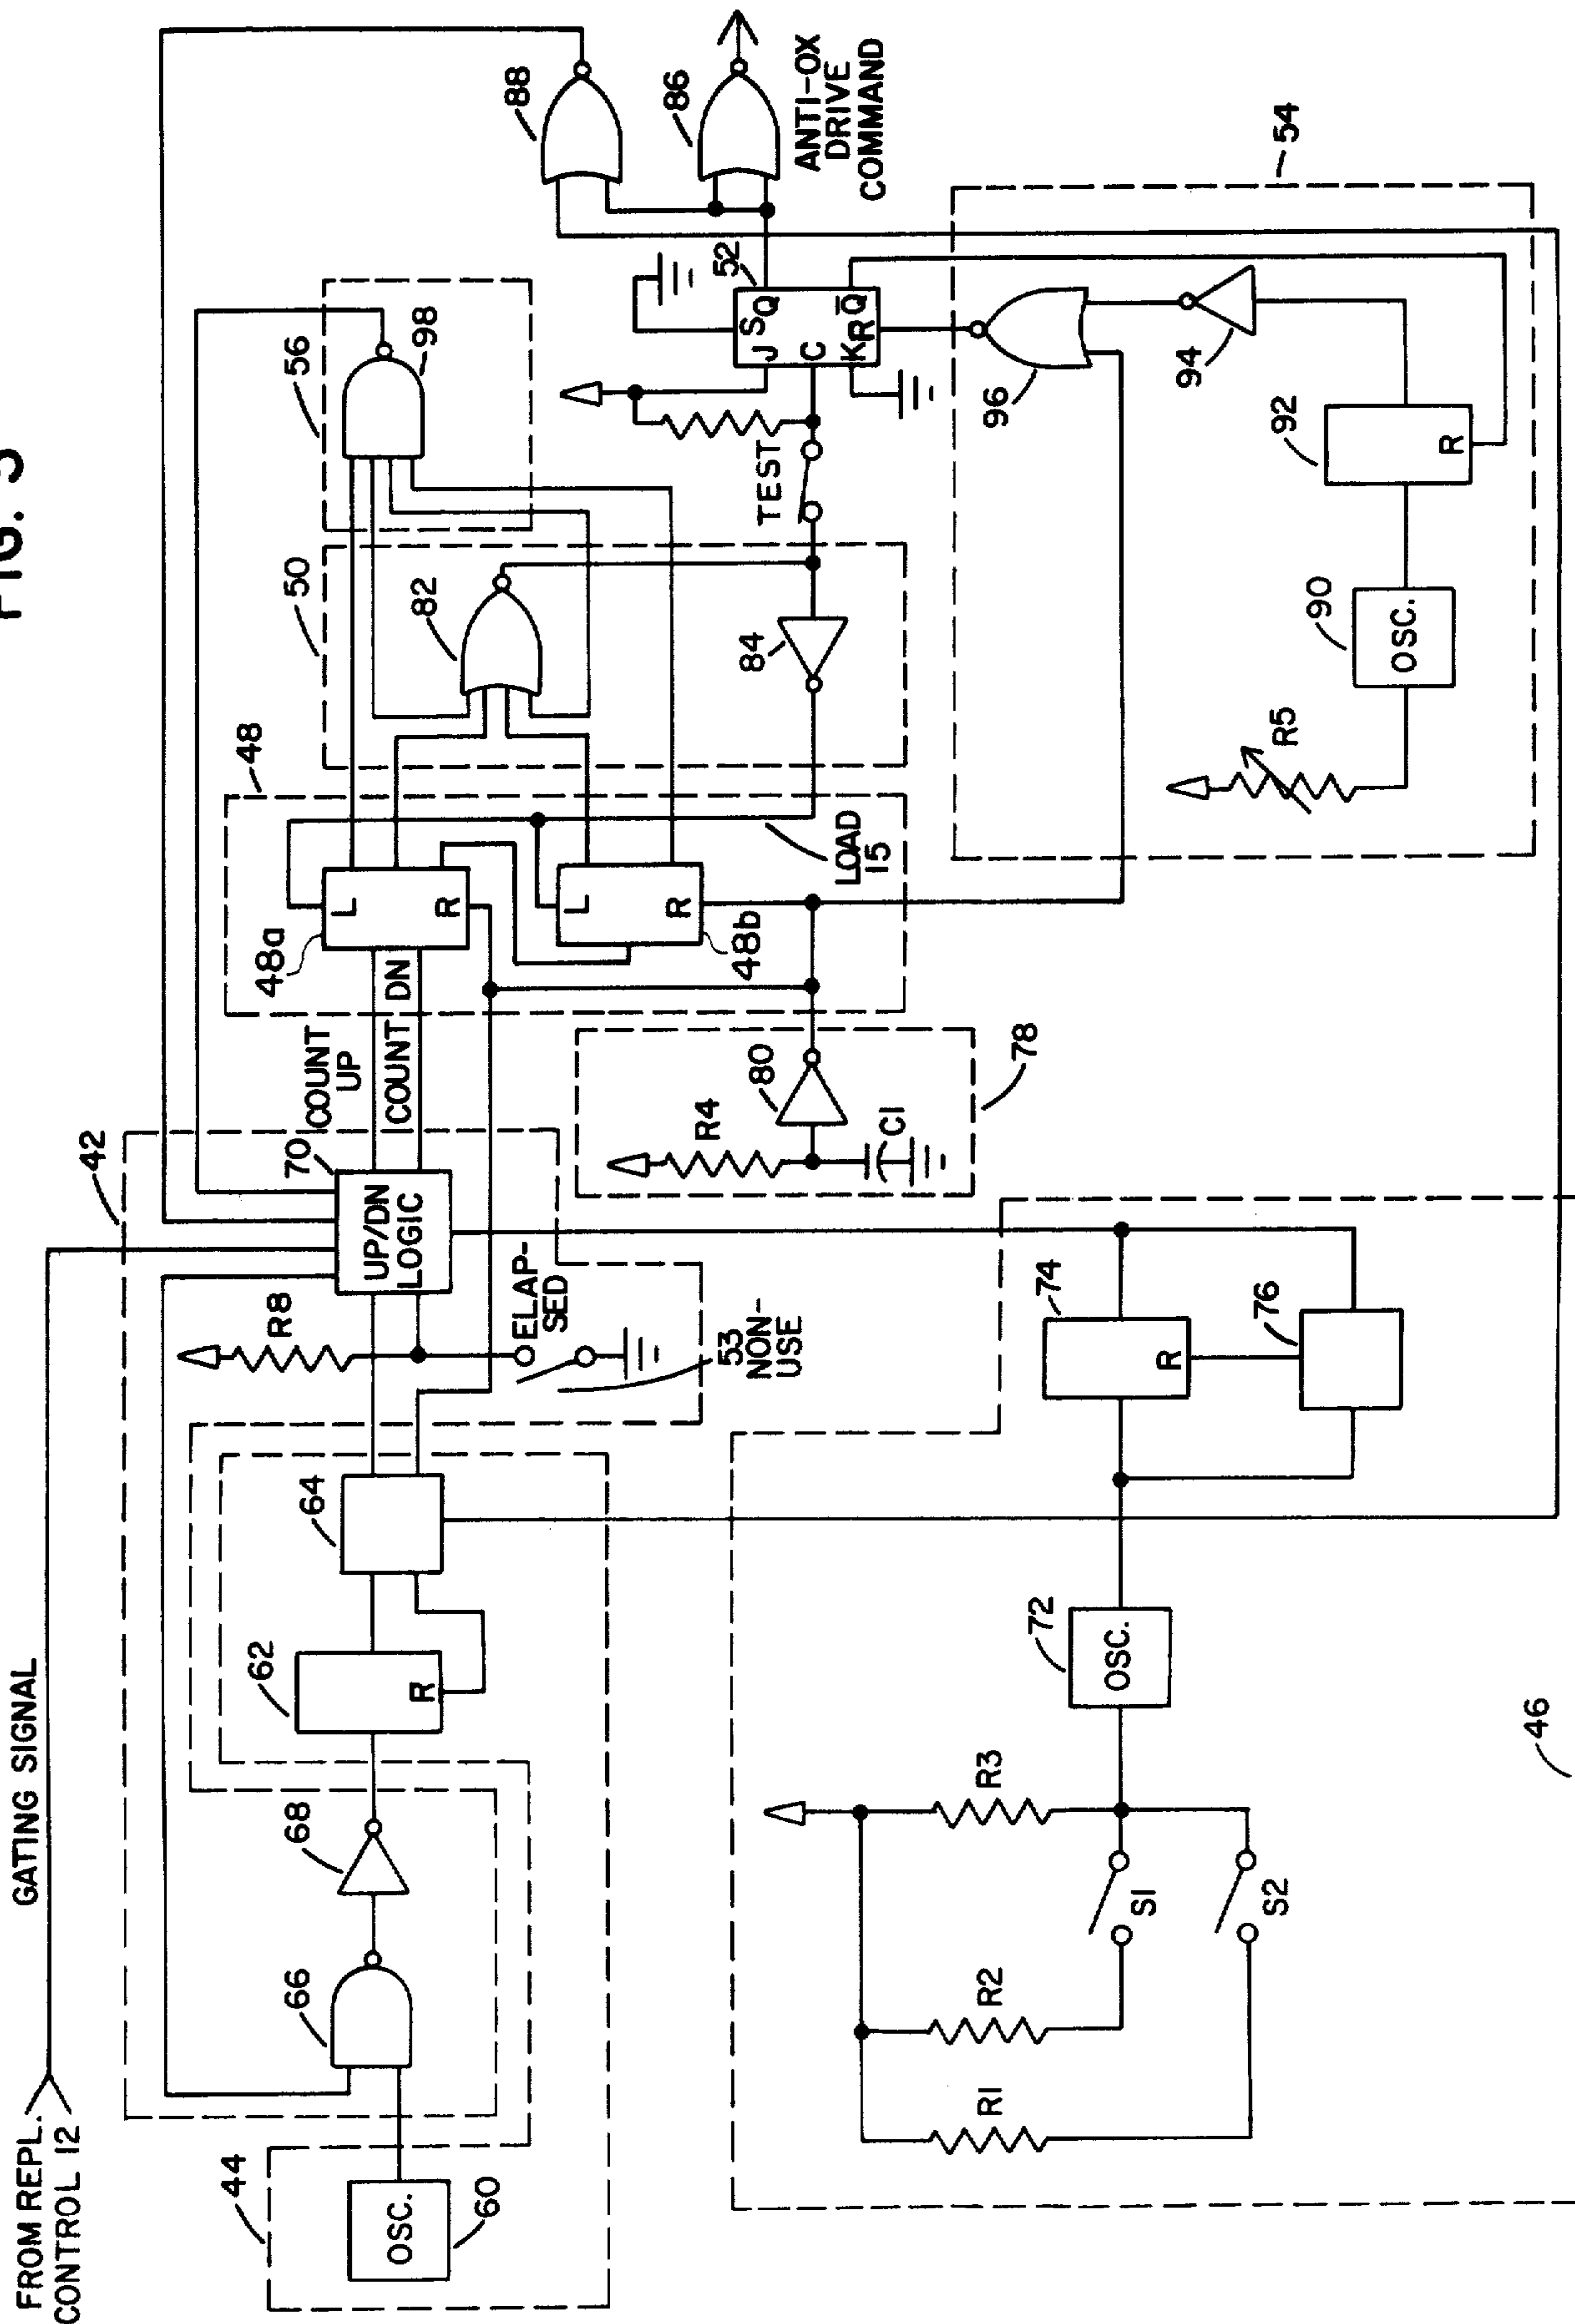 FIG. 3
FROM REPL.
CONTROL 12
GATING SIGNAL
42
44
OSC.
60
66
68
62
R
64
R8
70
UP/DN
LOGIC
ELAP-
SED
53
NON-
USE
COUNT
UP
COUNT DN
48
48a
L
R
L
R
48b
LOAD
15
50
82
84
56
98
TEST
52
J
S
Q
C
K
R
Q̅
88
86
ANTI-OX
DRIVE
COMMAND
78
R4
80
C1
54
96
94
92
R
90
OSC.
R5
46
R1
R2
R3
S1
S2
72
OSC.
74
R
76